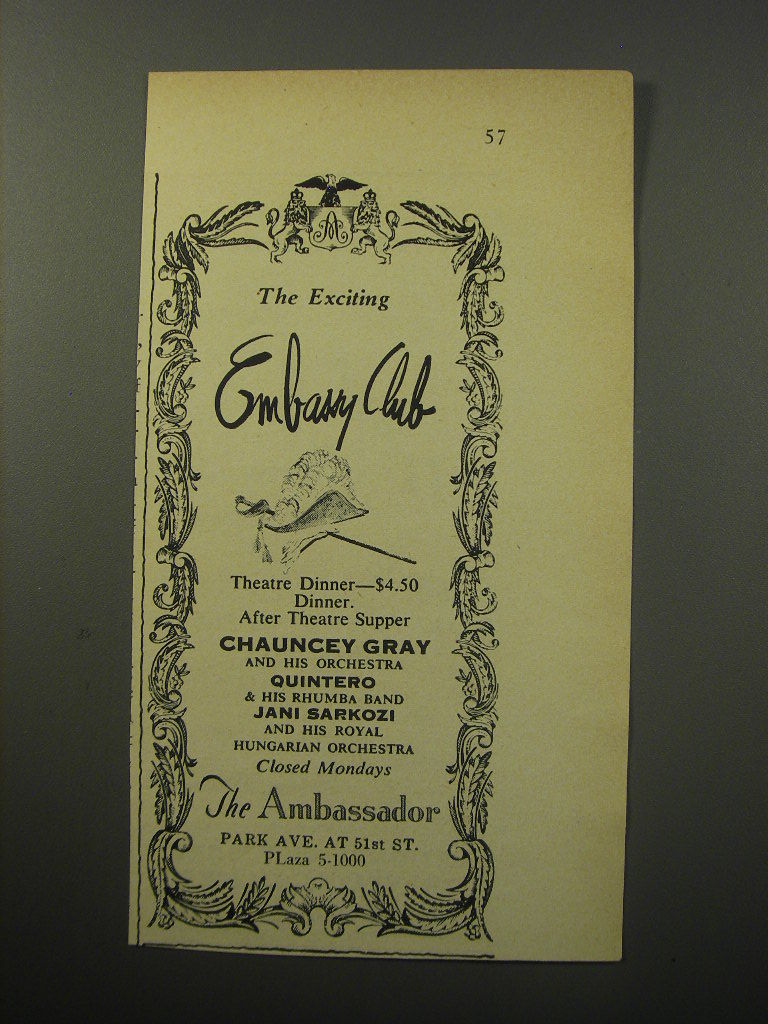 57
A
The Exciting
Embassy Club
Theatre Dinner—$4.50
Dinner.
After Theatre Supper
CHAUNCEY GRAY
AND HIS ORCHESTRA
QUINTERO
& HIS RHUMBA BAND
JANI SARKOZI
AND HIS ROYAL
HUNGARIAN ORCHESTRA
Closed Mondays
The Ambassador
PARK AVE. AT 51st ST.
PLaza 5-1000